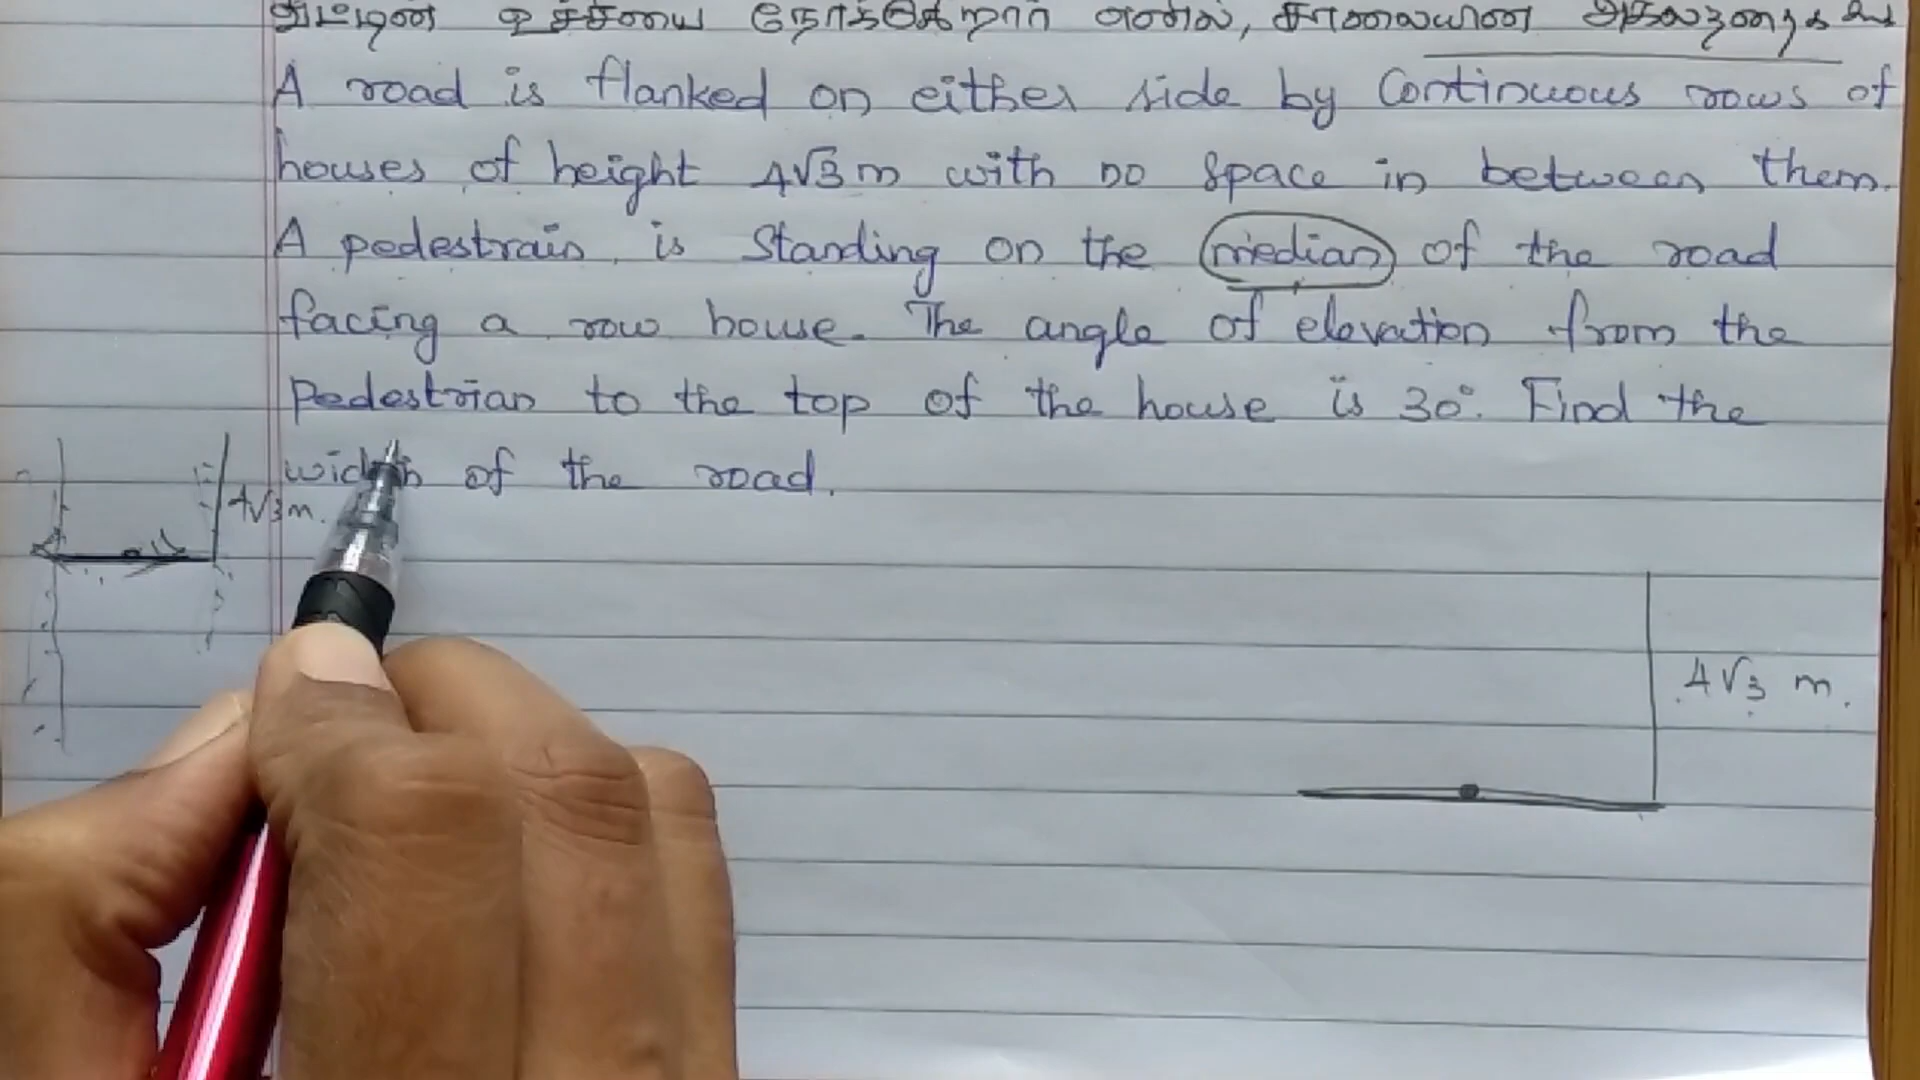 வீட்டின் உச்சியை நோக்கிகிறார் எனில், சாலையின் அகலத்தைக்
A road is flanked on either side by Continuous rows of
houses of height 4√3 m with no space in between them.
A pedestrain is Standing on the median of the road
facing a row house. The angle of elevation from the
Pedestrian to the top of the house is 30°. Find the
width of the road.
4√3 m.
4√3 m.